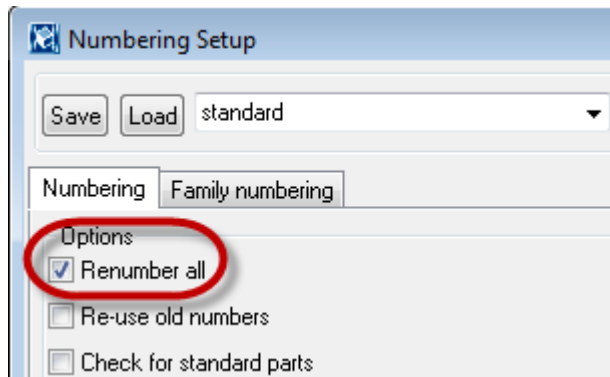 Numbering Setup
Save Load standard
Numbering Family numbering
Options
Renumber all
Re-use old numbers
Check for standard parts